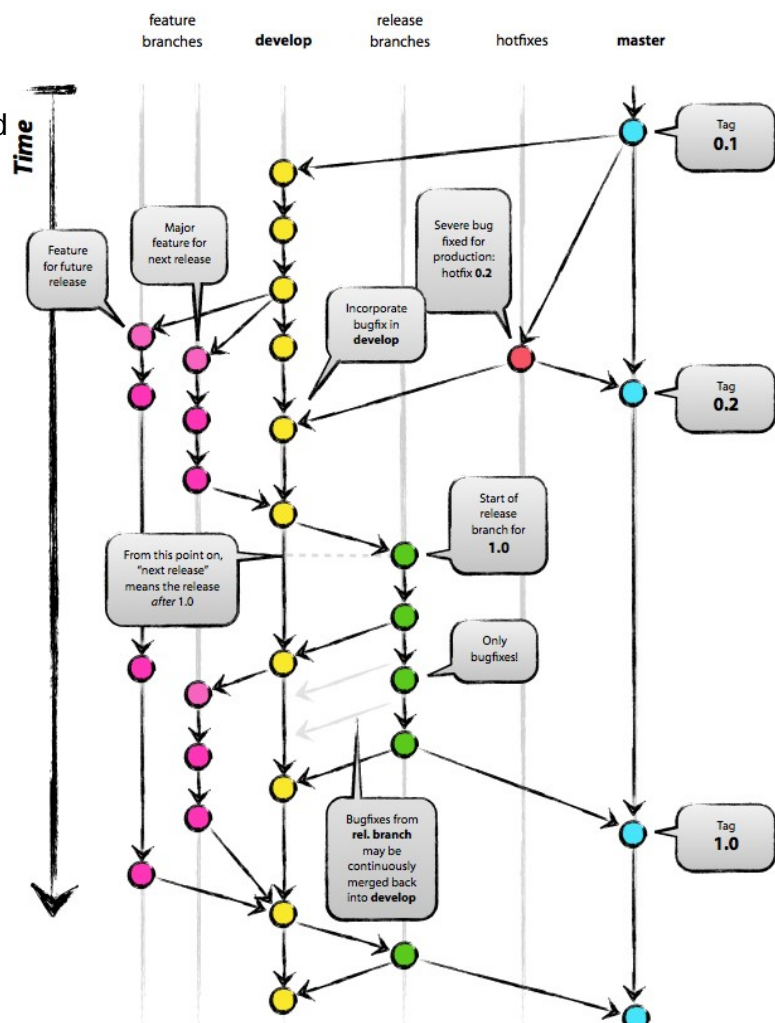 feature
branches
develop
release
branches
hotfixes
master
d
Time
Tag
0.1
Feature
for future
release
Major
feature for
next release
Severe bug
fixed for
production:
hotfix 0.2
Incorporate
bugfix in
develop
Tag
0.2
Start of
release
branch for
1.0
From this point on,
“next release”
means the release
after 1.0
Only
bugfixes!
Bugfixes from
rel. branch
may be
continuously
merged back
into develop
Tag
1.0